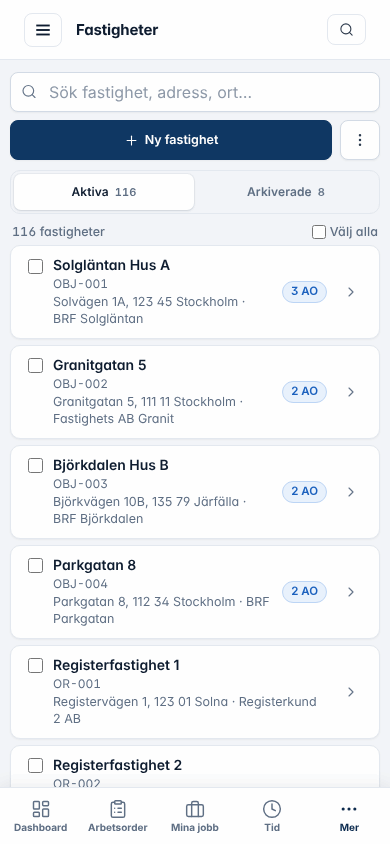 Fastigheter
Sök fastighet, adress, ort...
+ Ny fastighet
Aktiva 116
Arkiverade 8
116 fastigheter
Välj alla
Solgläntan Hus A
OBJ-001
Solvägen 1A, 123 45 Stockholm ·
BRF Solgläntan
3 AO
Granitgatan 5
OBJ-002
Granitgatan 5, 111 11 Stockholm ·
Fastighets AB Granit
2 AO
Björkdalen Hus B
OBJ-003
Björkvägen 10B, 135 79 Järfälla ·
BRF Björkdalen
2 AO
Parkgatan 8
OBJ-004
Parkgatan 8, 112 34 Stockholm · BRF
Parkgatan
2 AO
Registerfastighet 1
OR-001
Registervägen 1, 123 01 Solna · Registerkund
2 AB
Registerfastighet 2
OR-002
Dashboard
Arbetsorder
Mina jobb
Tid
Mer